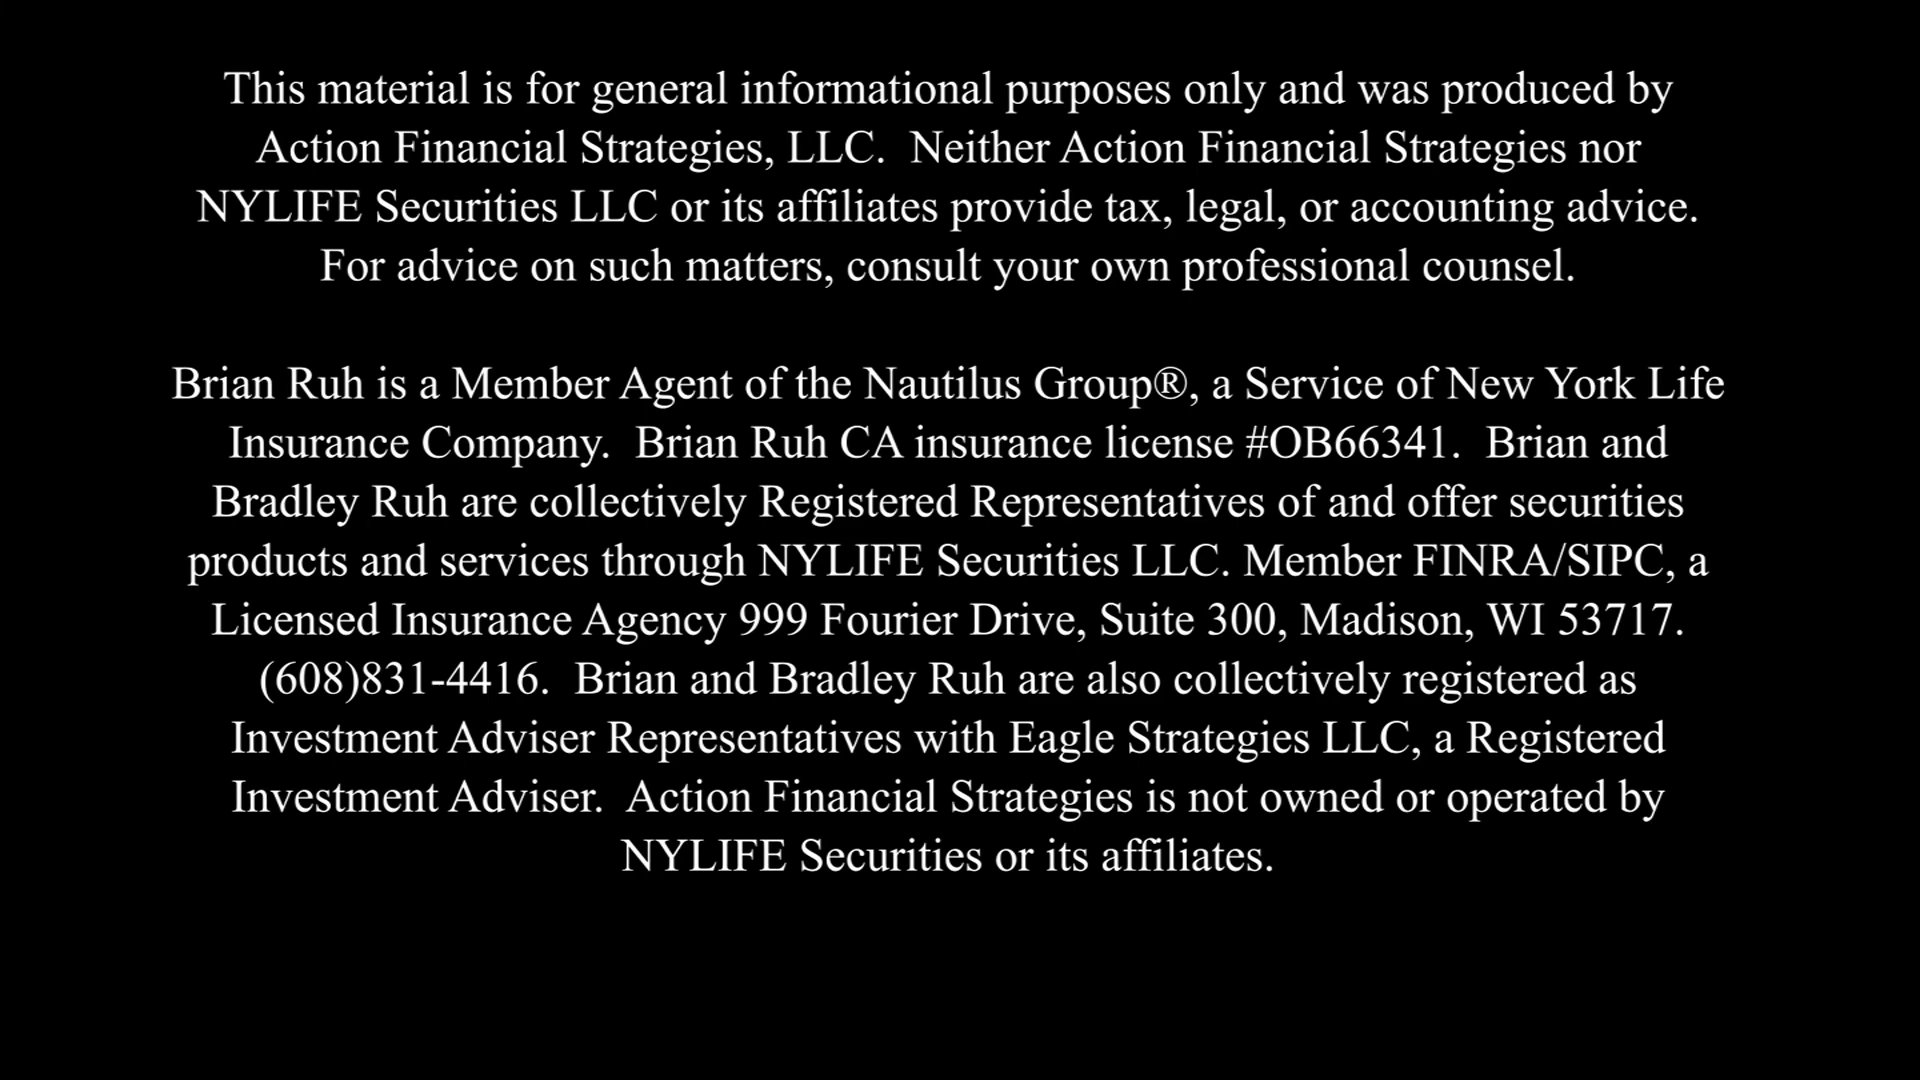 This material is for general informational purposes only and was produced by
Action Financial Strategies, LLC.  Neither Action Financial Strategies nor
NYLIFE Securities LLC or its affiliates provide tax, legal, or accounting advice.
For advice on such matters, consult your own professional counsel.

Brian Ruh is a Member Agent of the Nautilus Group®, a Service of New York Life
Insurance Company.  Brian Ruh CA insurance license #OB66341.  Brian and
Bradley Ruh are collectively Registered Representatives of and offer securities
products and services through NYLIFE Securities LLC. Member FINRA/SIPC, a
Licensed Insurance Agency 999 Fourier Drive, Suite 300, Madison, WI 53717.
(608)831-4416.  Brian and Bradley Ruh are also collectively registered as
Investment Adviser Representatives with Eagle Strategies LLC, a Registered
Investment Adviser.  Action Financial Strategies is not owned or operated by
NYLIFE Securities or its affiliates.